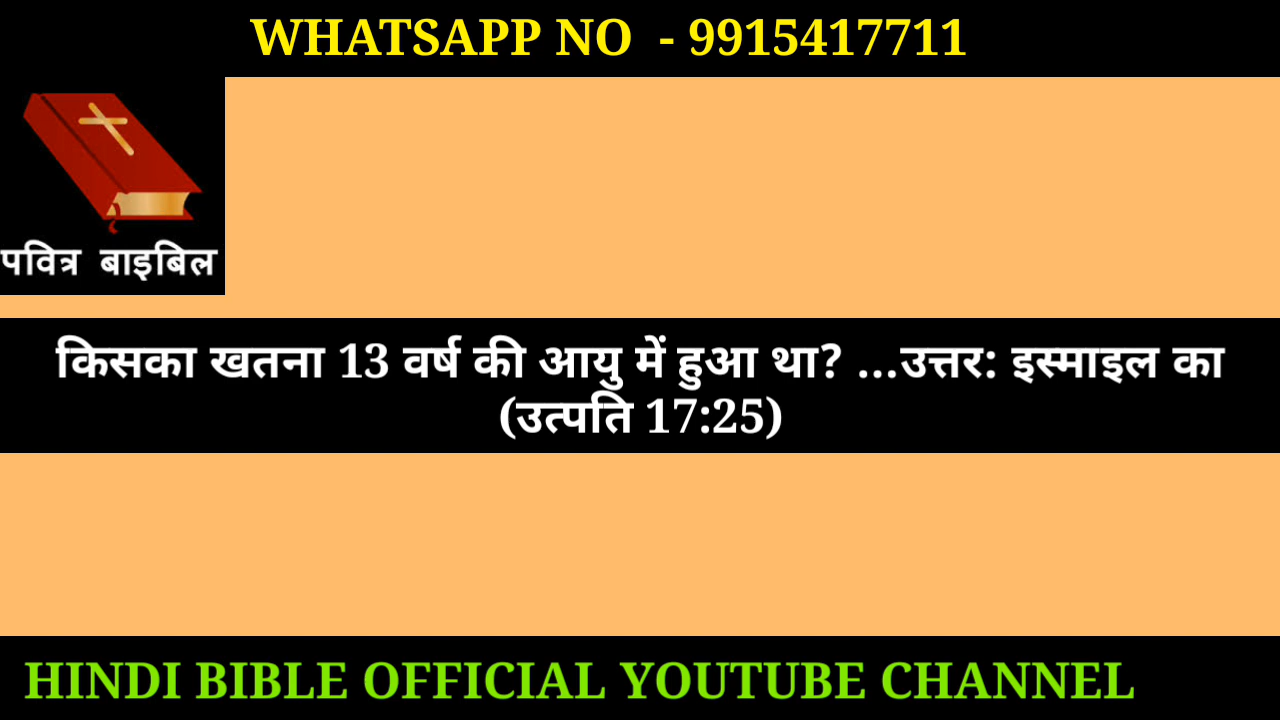 WHATSAPP NO - 9915417711
पवित्र बाइबिल
किसका खतना 13 वर्ष की आयु में हुआ था? ...उत्तर: इस्माइल का
(उत्पति 17:25)
HINDI BIBLE OFFICIAL YOUTUBE CHANNEL